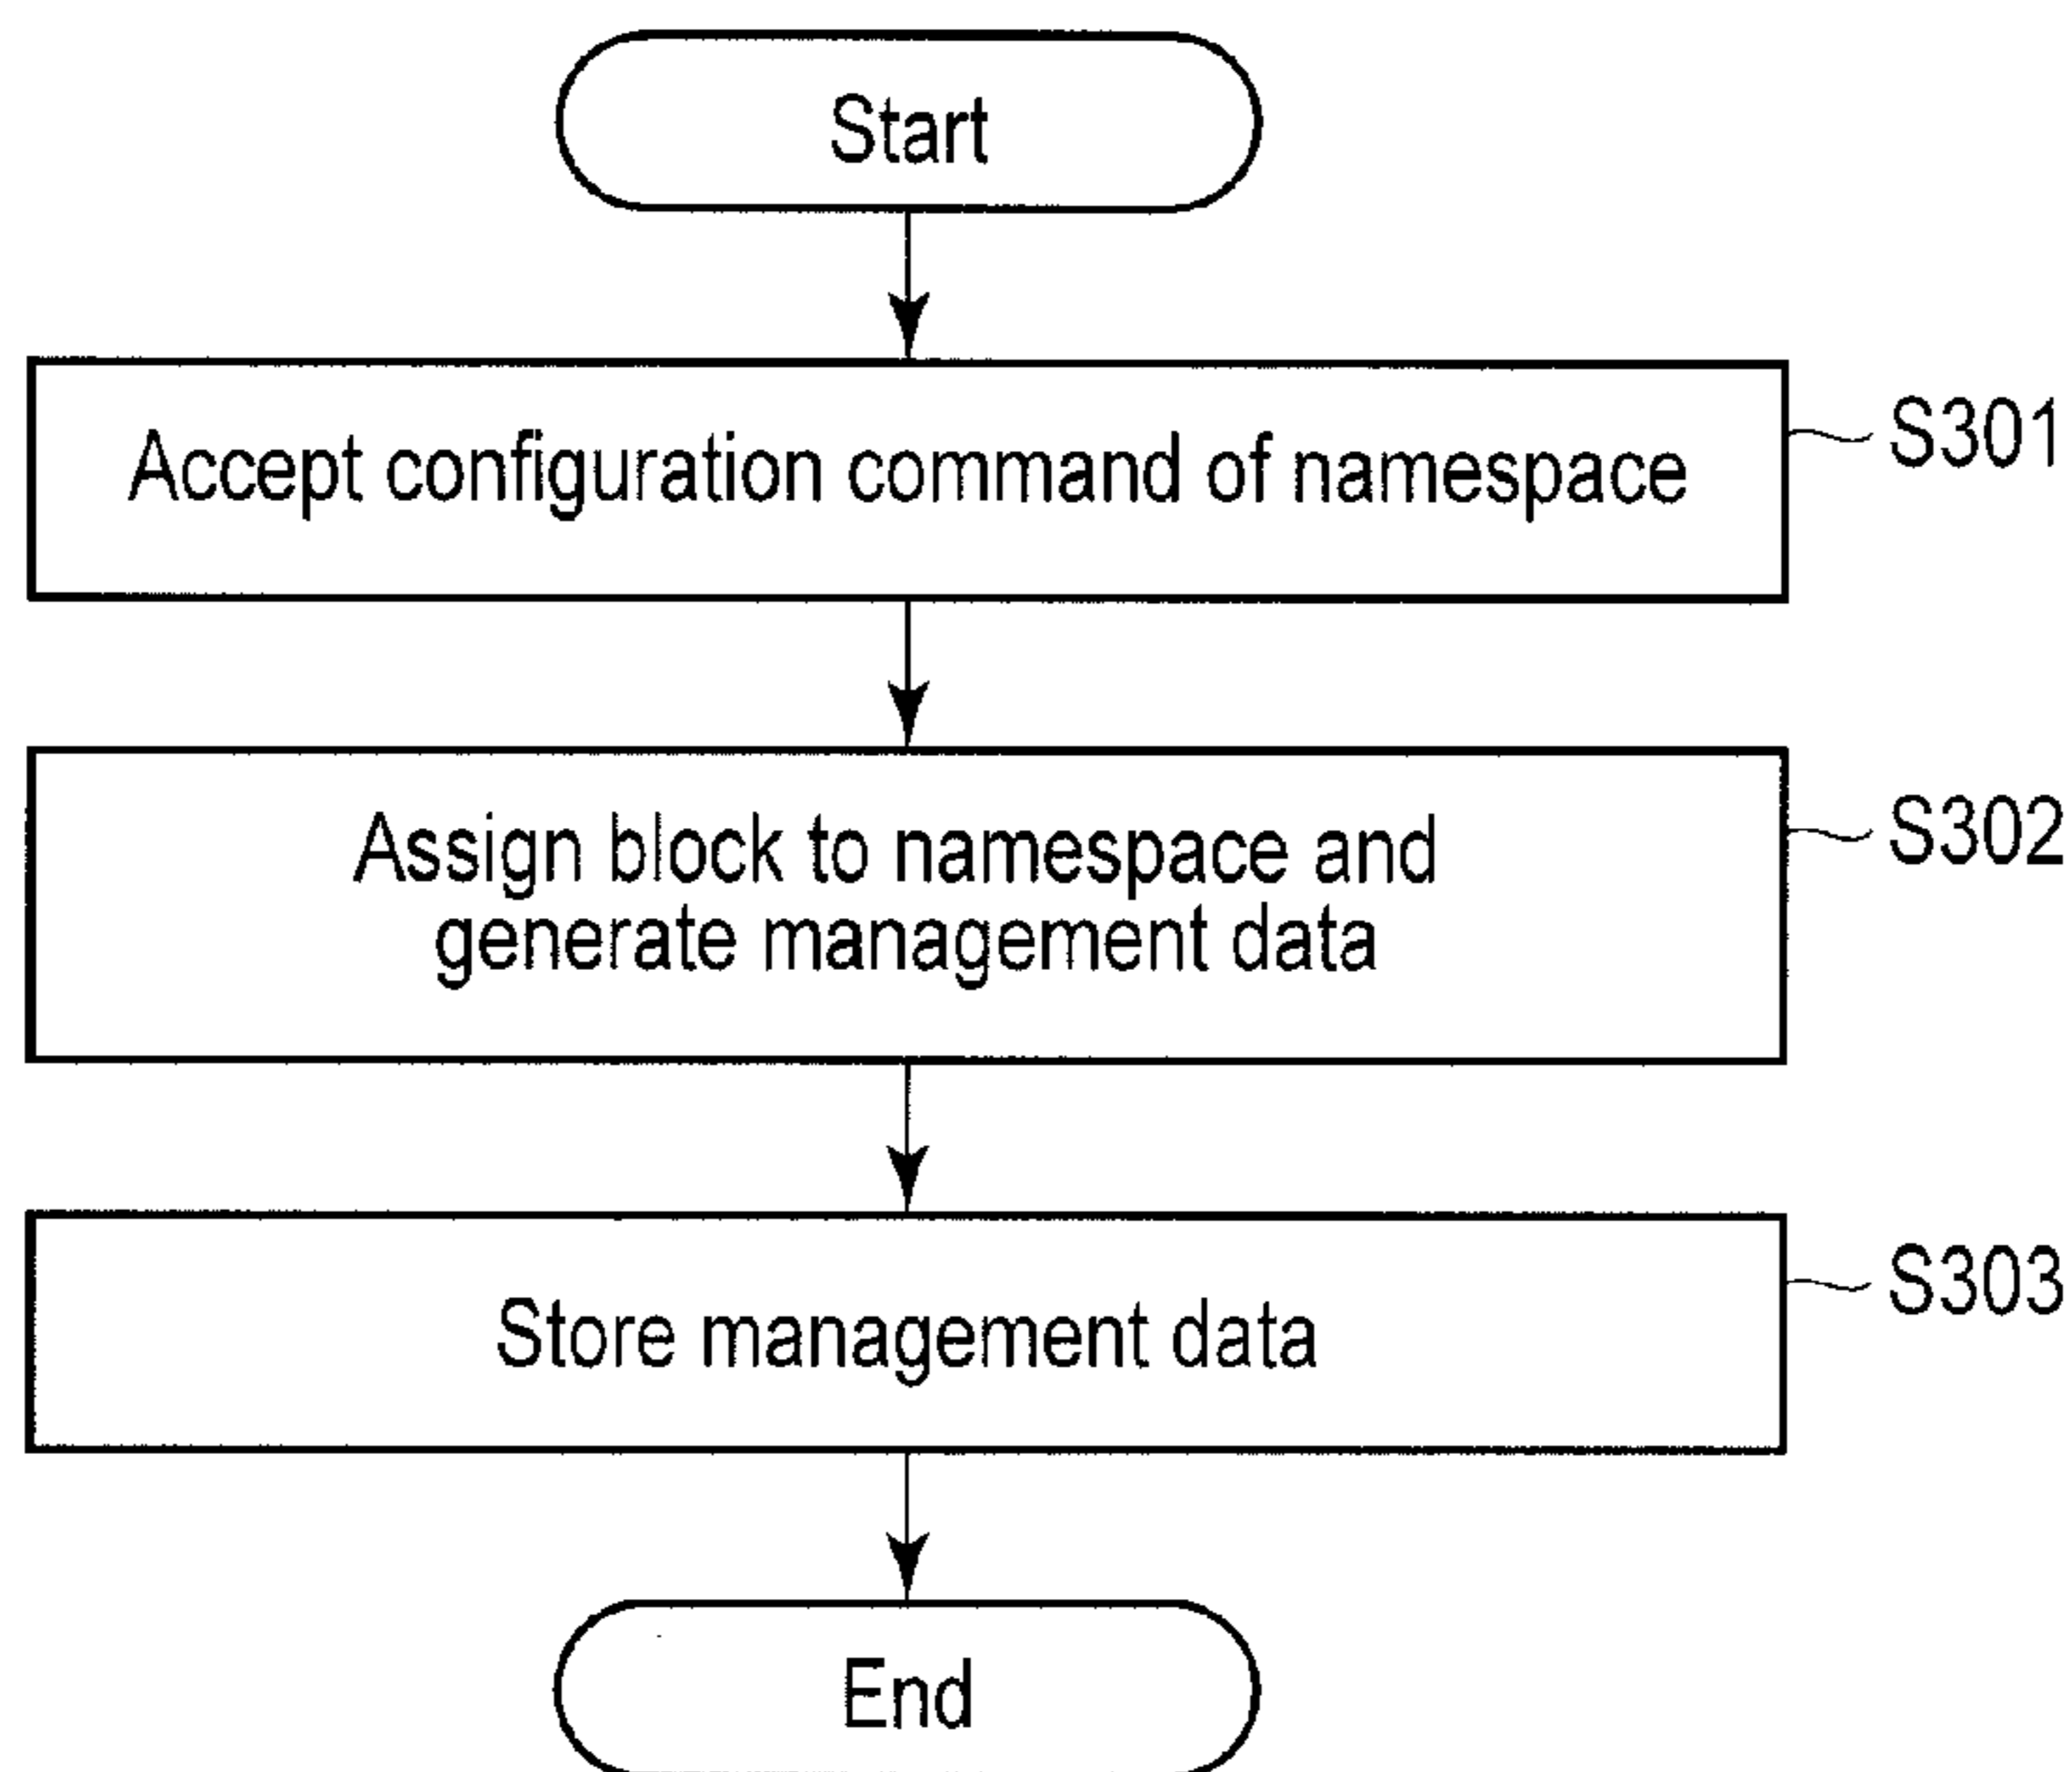 Start
Accept configuration command of namespace
S301
Assign block to namespace and
generate management data
S302
Store management data
S303
End